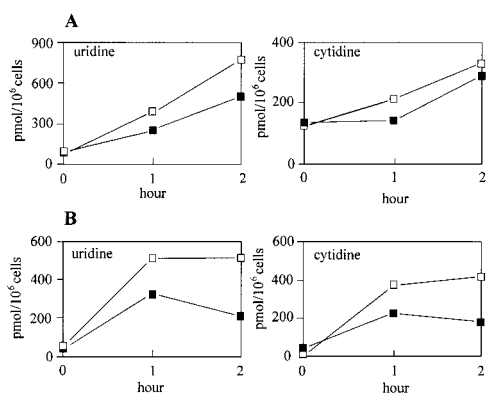 A
uridine
pmol/10⁶ cells
900
600
300
0
0
1
2
hour
cytidine
pmol/10⁶ cells
400
200
0
0
1
2
hour
B
uridine
pmol/10⁶ cells
600
400
200
0
0
1
2
hour
cytidine
pmol/10⁶ cells
600
400
200
0
0
1
2
hour